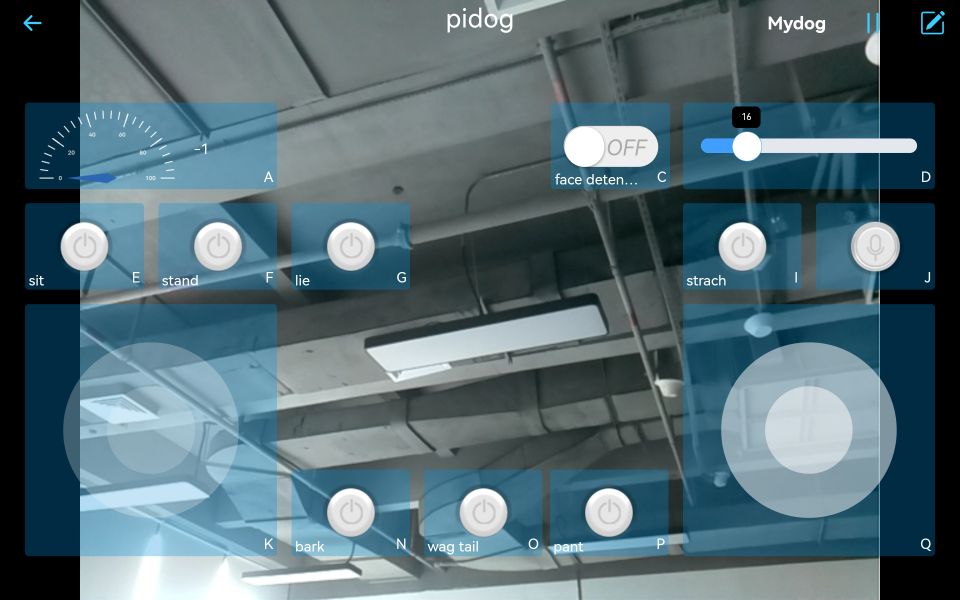 pidog
Mydog
16
0 20 40 60 80 100
-1
A
OFF
face deten...
C
D
sit
E
stand
F
lie
G
strach
I
J
K
bark
N
wag tail
O
pant
P
Q